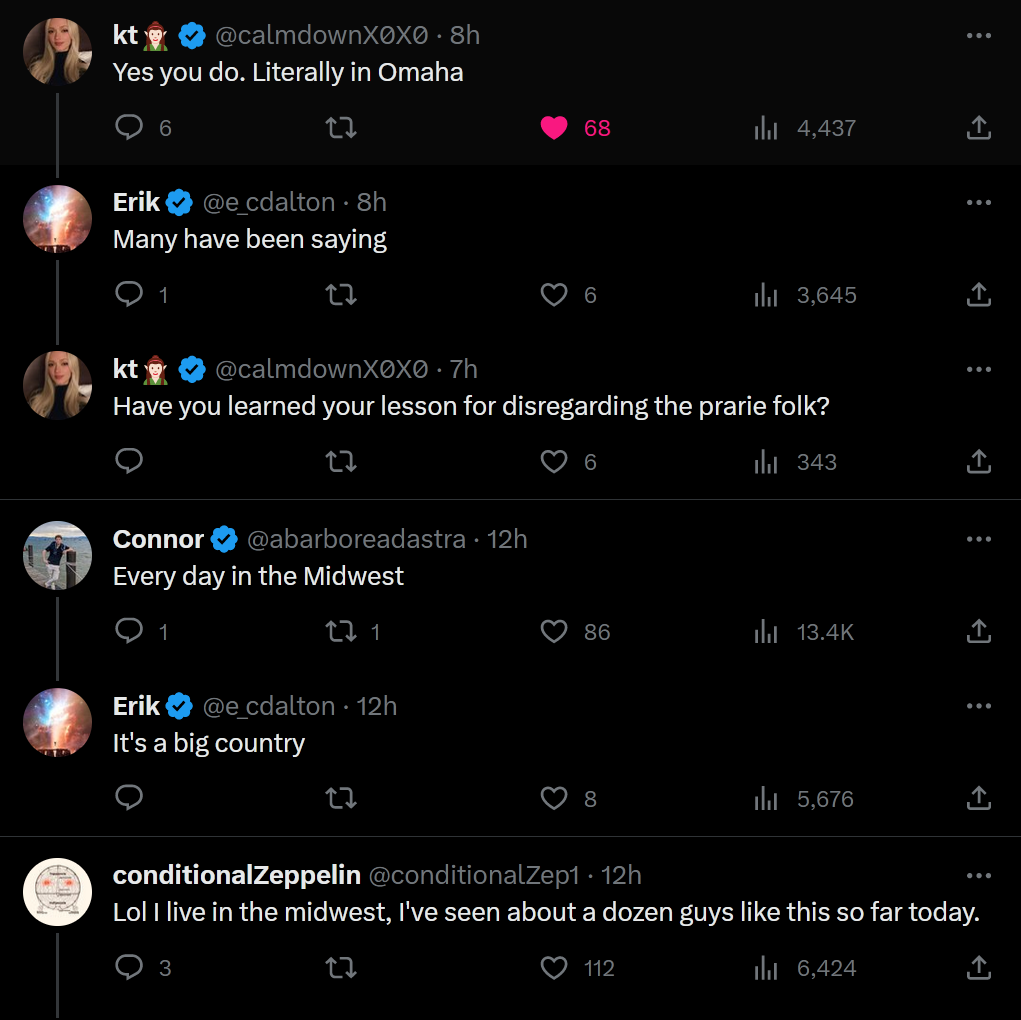 kt 🧝 @calmdownX0X0 · 8h
Yes you do. Literally in Omaha
6 68 4,437
Erik @e_cdalton · 8h
Many have been saying
1 6 3,645
kt 🧝 @calmdownX0X0 · 7h
Have you learned your lesson for disregarding the prarie folk?
6 343
Connor @abarboreadastra · 12h
Every day in the Midwest
1 1 86 13.4K
Erik @e_cdalton · 12h
It's a big country
8 5,676
conditionalZeppelin @conditionalZep1 · 12h
Lol I live in the midwest, I've seen about a dozen guys like this so far today.
3 112 6,424